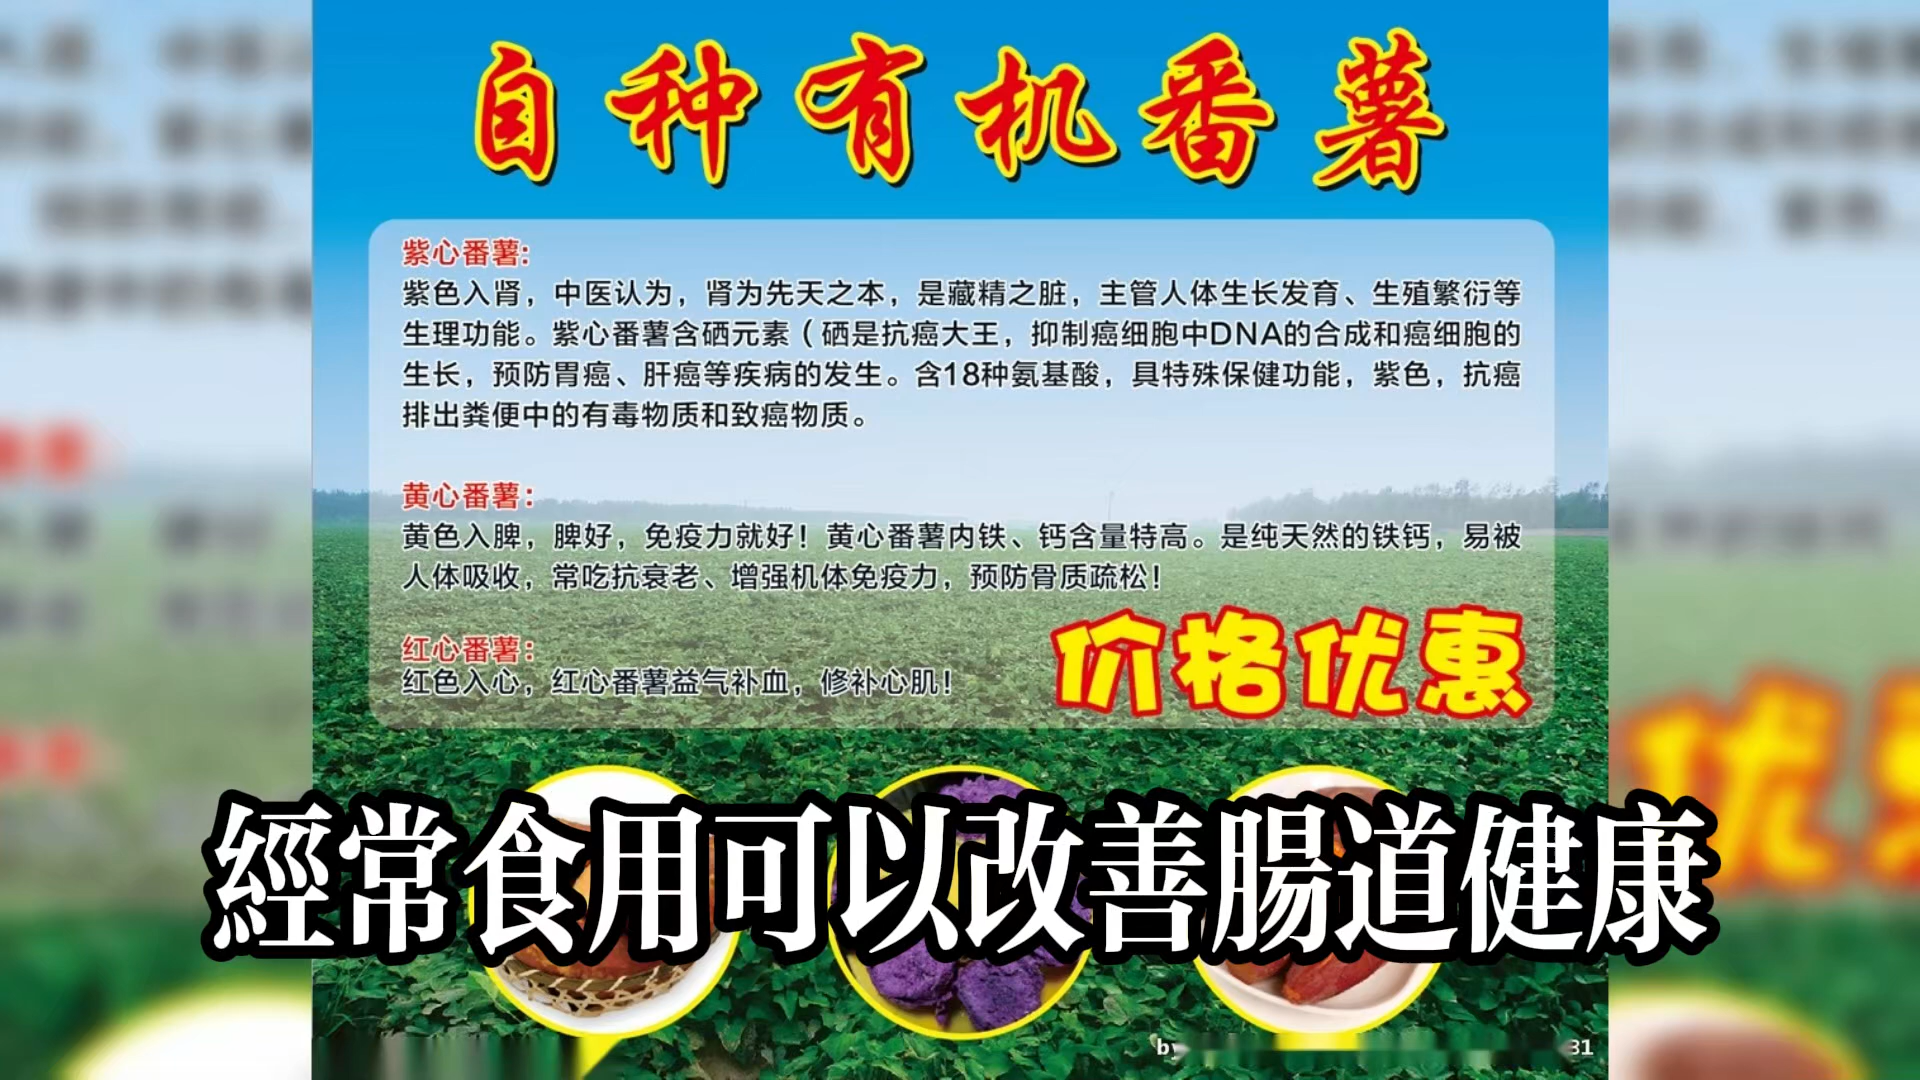 自种有机番薯
紫心番薯:
紫色入肾，中医认为，肾为先天之本，是藏精之脏，主管人体生长发育、生殖繁衍等
生理功能。紫心番薯含硒元素（硒是抗癌大王，抑制癌细胞中DNA的合成和癌细胞的
生长，预防胃癌、肝癌等疾病的发生。含18种氨基酸，具特殊保健功能，紫色，抗癌
排出粪便中的有毒物质和致癌物质。
黄心番薯:
黄色入脾，脾好，免疫力就好！黄心番薯内铁、钙含量特高。是纯天然的铁钙，易被
人体吸收，常吃抗衰老、增强机体免疫力，预防骨质疏松！
红心番薯:
红色入心，红心番薯益气补血，修补心肌！
价格优惠
經常食用可以改善腸道健康